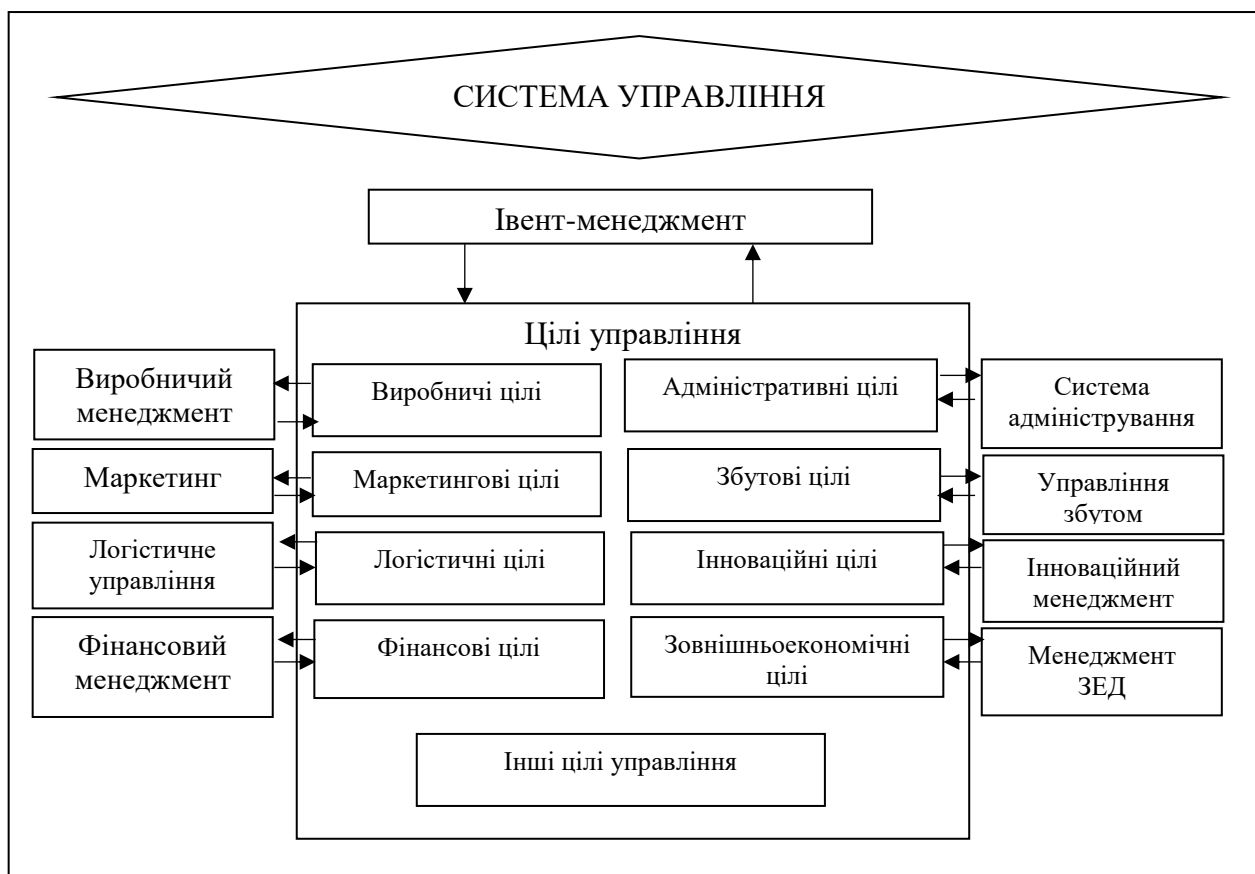 СИСТЕМА УПРАВЛІННЯ
Івент-менеджмент
Цілі управління
Виробничий
менеджмент
Виробничі цілі
Адміністративні цілі
Система
адміністрування
Маркетинг
Маркетингові цілі
Збутові цілі
Управління
збутом
Логістичне
управління
Логістичні цілі
Інноваційні цілі
Інноваційний
менеджмент
Фінансовий
менеджмент
Фінансові цілі
Зовнішньоекономічні
цілі
Менеджмент
ЗЕД
Інші цілі управління